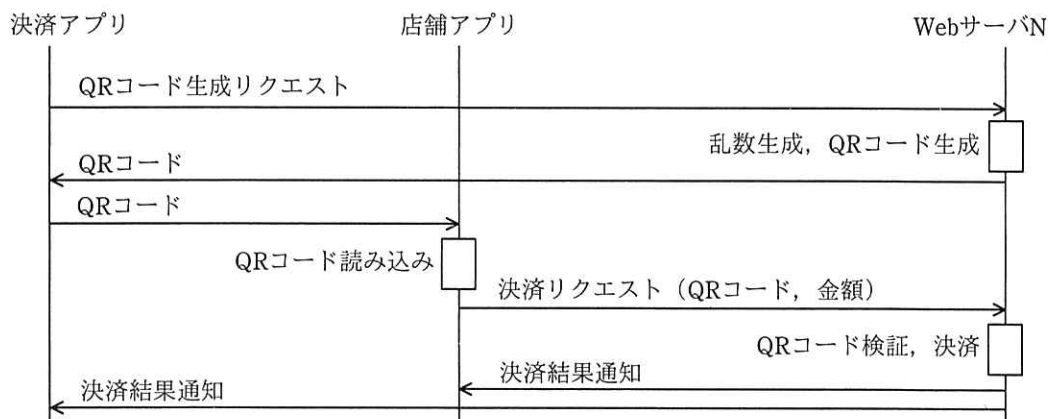 決済アプリ
店舗アプリ
WebサーバN
QRコード生成リクエスト
乱数生成，QRコード生成
QRコード
QRコード
QRコード読み込み
決済リクエスト（QRコード，金額）
QRコード検証，決済
決済結果通知
決済結果通知